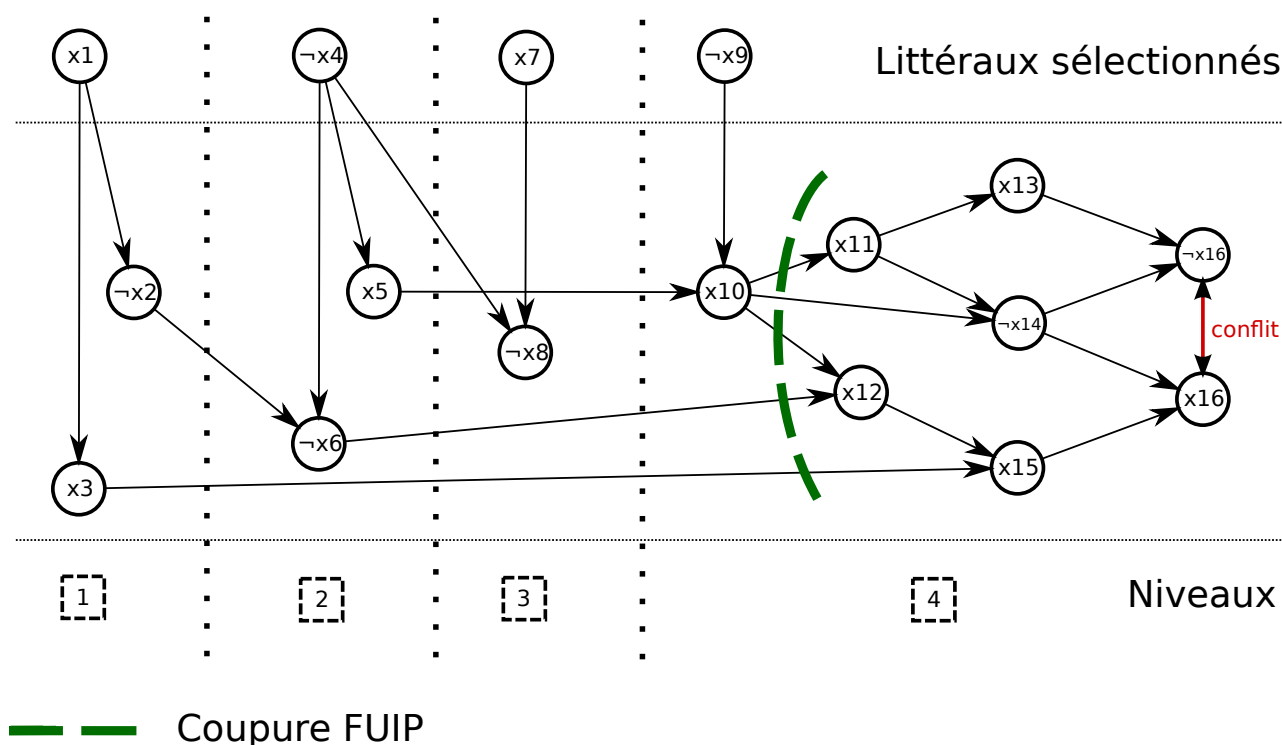 x1
¬x4
x7
¬x9
Littéraux sélectionnés
x13
x11
¬x16
¬x2
x5
x10
¬x14
conflit
¬x8
x12
x16
¬x6
x15
x3
1
2
3
4
Niveaux
Coupure FUIP